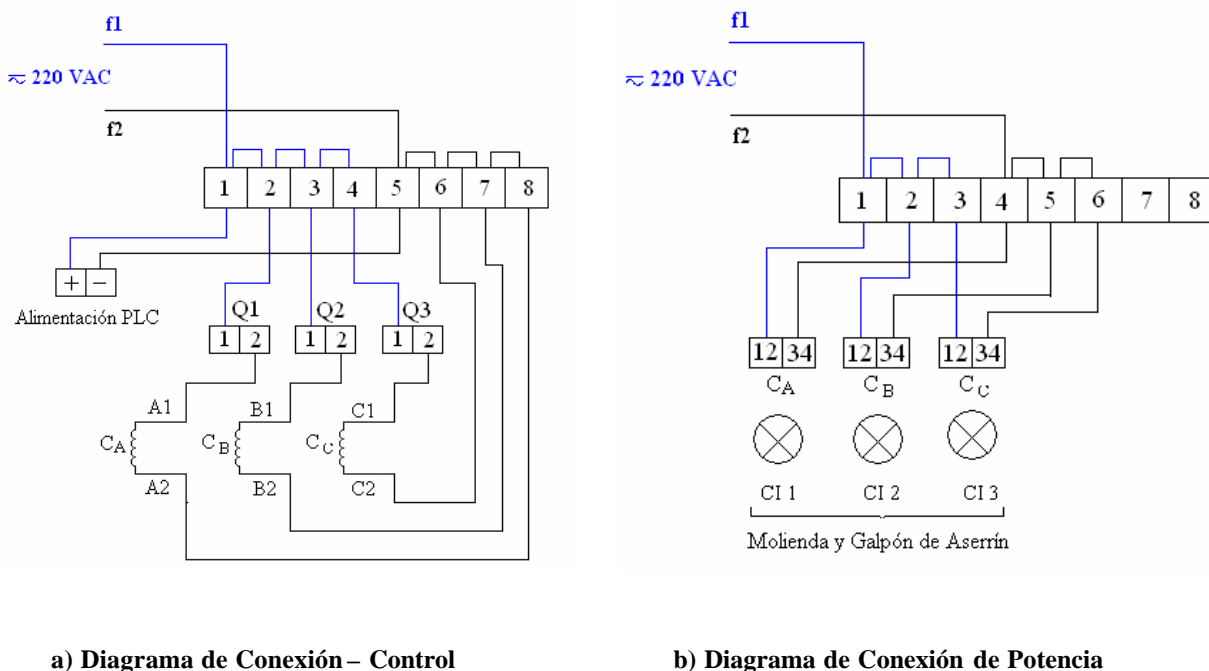 f1
≂ 220 VAC
f2
1 2 3 4 5 6 7 8
+ −
Alimentación PLC
Q1 Q2 Q3
1 2 1 2 1 2
A1 B1 C1
CA CB CC
A2 B2 C2
a) Diagrama de Conexión – Control
f1
≂ 220 VAC
f2
1 2 3 4 5 6 7 8
12 34 12 34 12 34
CA CB CC
CI 1 CI 2 CI 3
Molienda y Galpón de Aserrín
b) Diagrama de Conexión de Potencia